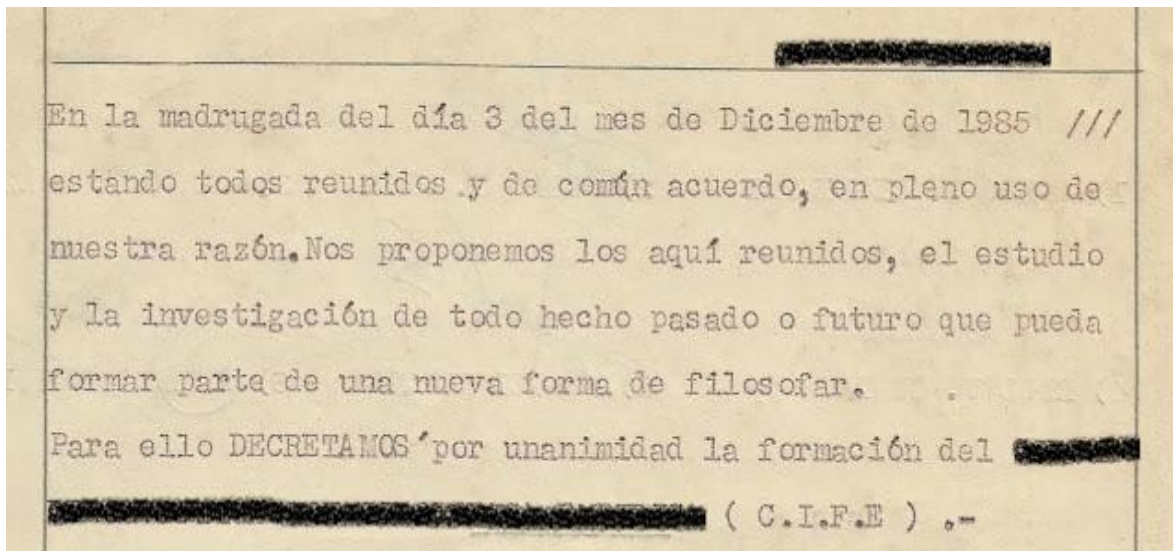 En la madrugada del día 3 del mes de Diciembre de 1985 ///
estando todos reunidos y de común acuerdo, en pleno uso de
nuestra razón.Nos proponemos los aquí reunidos, el estudio
y la investigación de todo hecho pasado o futuro que pueda
formar parte de una nueva forma de filosofar.
Para ello DECRETAMOS ´por unanimidad la formación del
( C.I.F.E ) .-